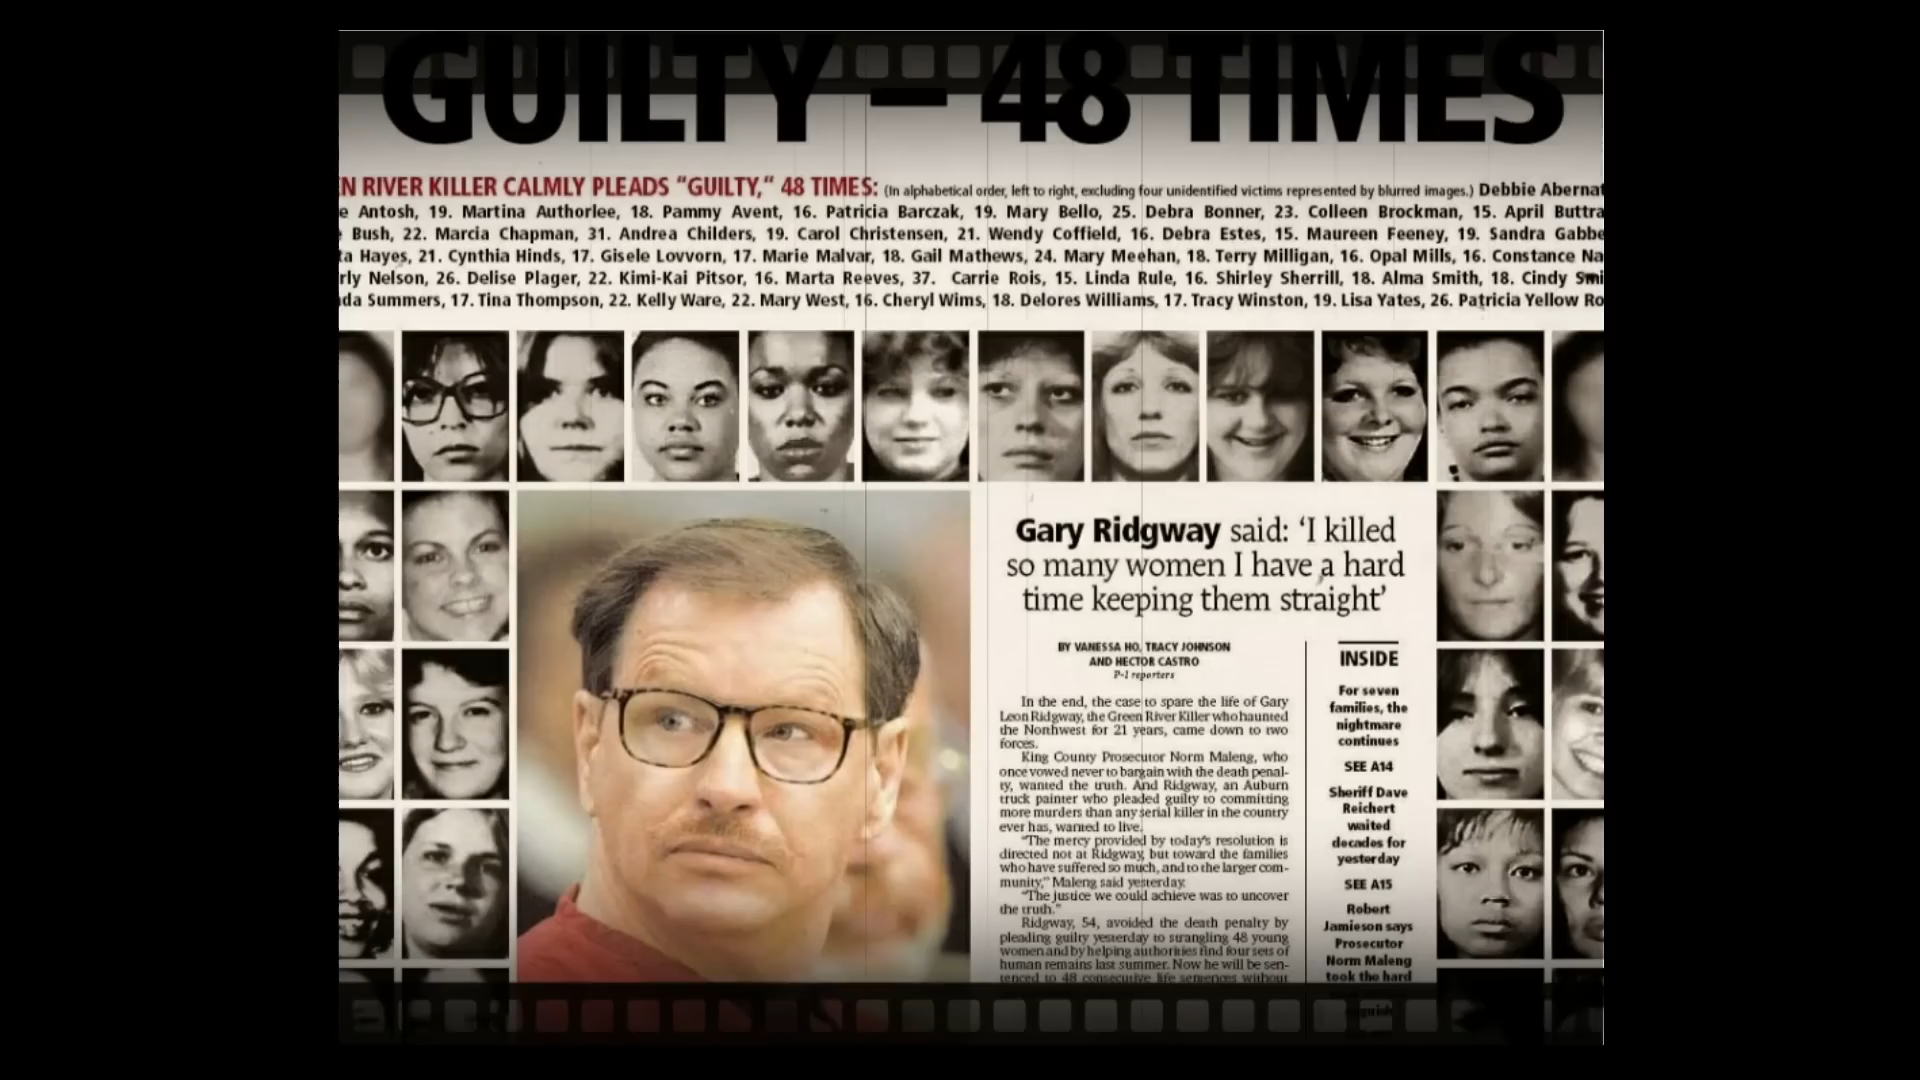 GUILTY – 48 TIMES
EN RIVER KILLER CALMLY PLEADS “GUILTY,“ 48 TIMES: (In alphabetical order, left to right, excluding four unidentified victims represented by blurred images.) Debbie Abernat
e Antosh, 19. Martina Authorlee, 18. Pammy Avent, 16. Patricia Barczak, 19. Mary Bello, 25. Debra Bonner, 23. Colleen Brockman, 15. April Buttra
Bush, 22. Marcia Chapman, 31. Andrea Childers, 19. Carol Christensen, 21. Wendy Coffield, 16. Debra Estes, 15. Maureen Feeney, 19. Sandra Gabbe
ta Hayes, 21. Cynthia Hinds, 17. Gisele Lovvorn, 17. Marie Malvar, 18. Gail Mathews, 24. Mary Meehan, 18. Terry Milligan, 16. Opal Mills, 16. Constance Na
rly Nelson, 26. Delise Plager, 22. Kimi-Kai Pitsor, 16. Marta Reeves, 37. Carrie Rois, 15. Linda Rule, 16. Shirley Sherrill, 18. Alma Smith, 18. Cindy Smi
da Summers, 17. Tina Thompson, 22. Kelly Ware, 22. Mary West, 16. Cheryl Wims, 18. Delores Williams, 17. Tracy Winston, 19. Lisa Yates, 26. Patricia Yellow Ro
Gary Ridgway said: ‘I killed
so many women I have a hard
time keeping them straight’
BY VANESSA HO, TRACY JOHNSON
AND HECTOR CASTRO
P-I reporters
In the end, the case to spare the life of Gary
Leon Ridgway, the Green River Killer who haunted
the Northwest for 21 years, came down to two
forces.
King County Prosecutor Norm Maleng, who
once vowed never to bargain with the death penal-
ty, wanted the truth. And Ridgway, an Auburn
truck painter who pleaded guilty to committing
more murders than any serial killer in the country
ever has, wanted to live.
“The mercy provided by today’s resolution is
directed not at Ridgway, but toward the families
who have suffered so much, and to the larger com-
munity,” Maleng said yesterday.
“The justice we could achieve was to uncover
the truth.”
Ridgway, 54, avoided the death penalty by
pleading guilty yesterday to strangling 48 young
women and by helping authorities find four sets of
human remains last summer. Now he will be sen-
tenced to 48 consecutive life sentences without
INSIDE
For seven
families, the
nightmare
continues
SEE A14
Sheriff Dave
Reichert
waited
decades for
yesterday
SEE A15
Robert
Jamieson says
Prosecutor
Norm Maleng
took the hard